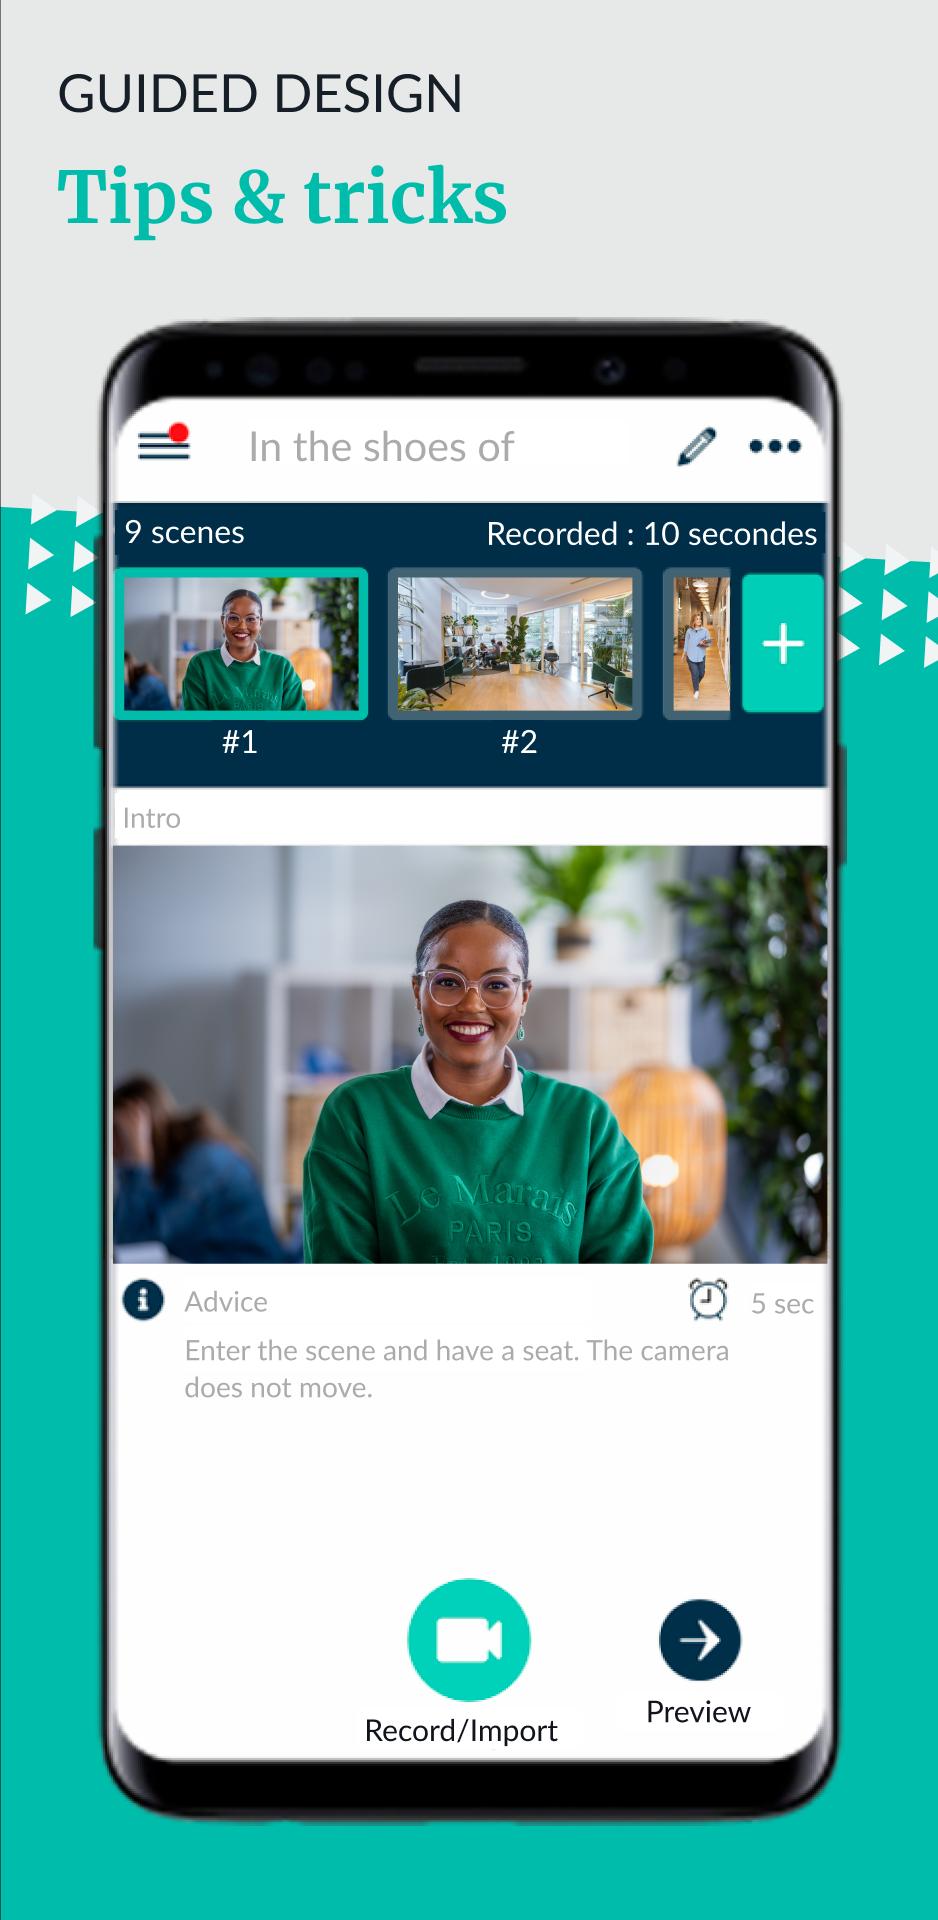 GUIDED DESIGN
Tips & tricks
In the shoes of
9 scenes
Recorded : 10 secondes
#1
#2
Intro
Le Marais
PARIS
Advice
5 sec
Enter the scene and have a seat. The camera
does not move.
Record/Import
Preview